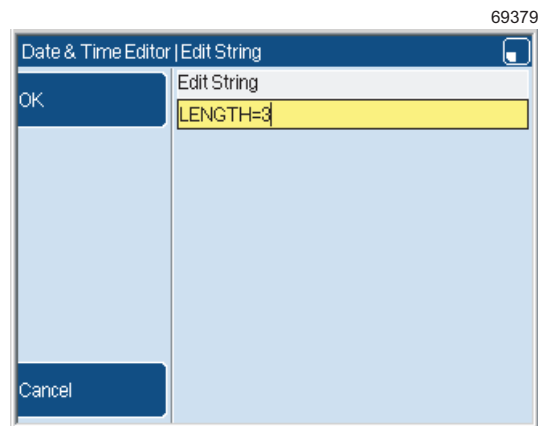 69379
Date & Time Editor | Edit String
Edit String
OK
LENGTH=3
Cancel